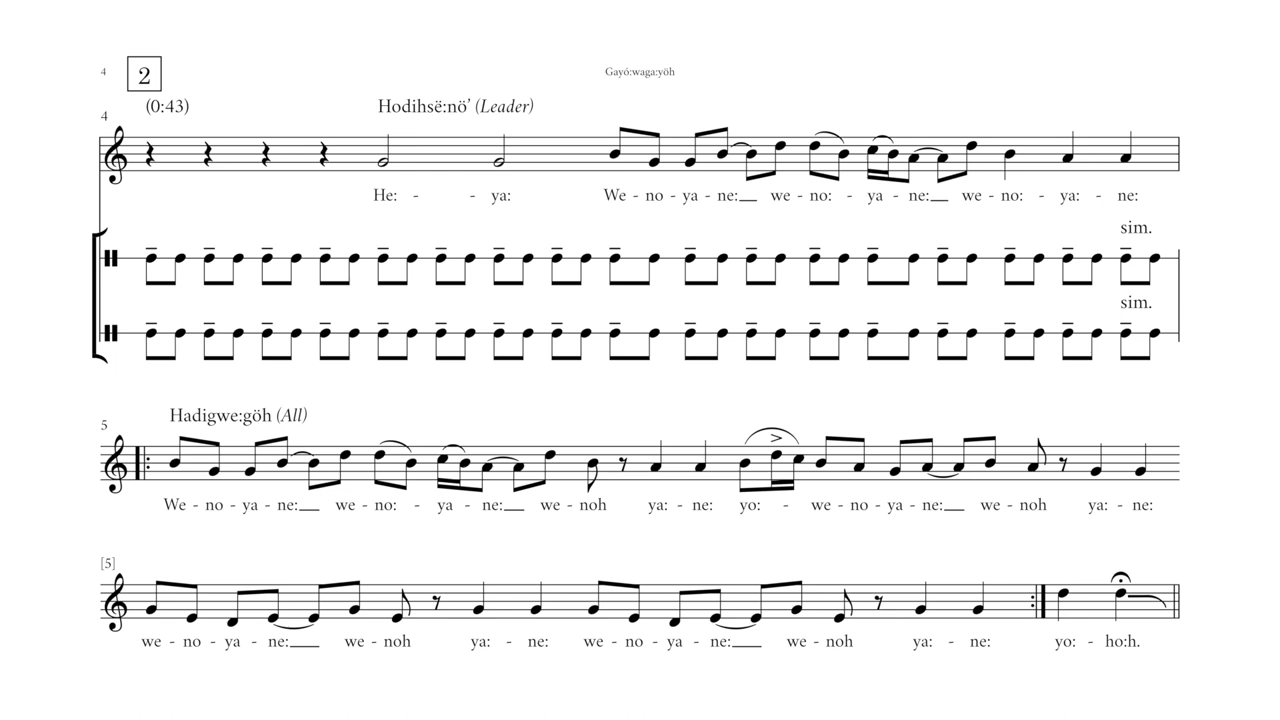 4
2
Gayó:waga:yöh
(0:43)
Hodihsë:nö’ (Leader)
4
He: - - ya: We - no - ya - ne: we - no: - ya - ne: we - no: - ya: - ne:
sim.
sim.
Hadigwe:göh (All)
5
We - no - ya - ne: we - no: - ya - ne: we - noh ya: - ne: yo: - we - no - ya - ne: we - noh ya: - ne:
[5]
we - no - ya - ne: we - noh ya: - ne: we - no - ya - ne: we - noh ya: - ne: yo: - ho:h.